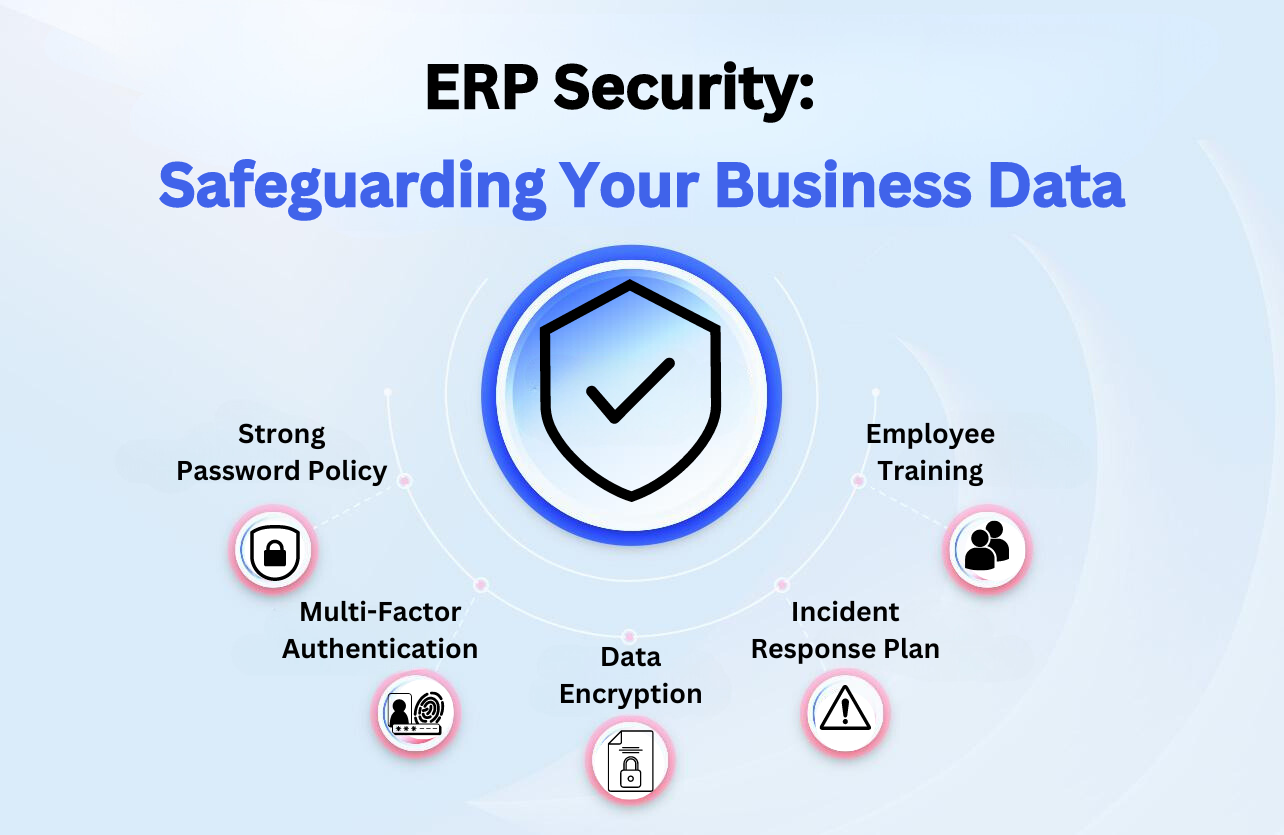 ERP Security:
Safeguarding Your Business Data
Strong
Password Policy
Multi-Factor
Authentication
Data
Encryption
Incident
Response Plan
Employee
Training